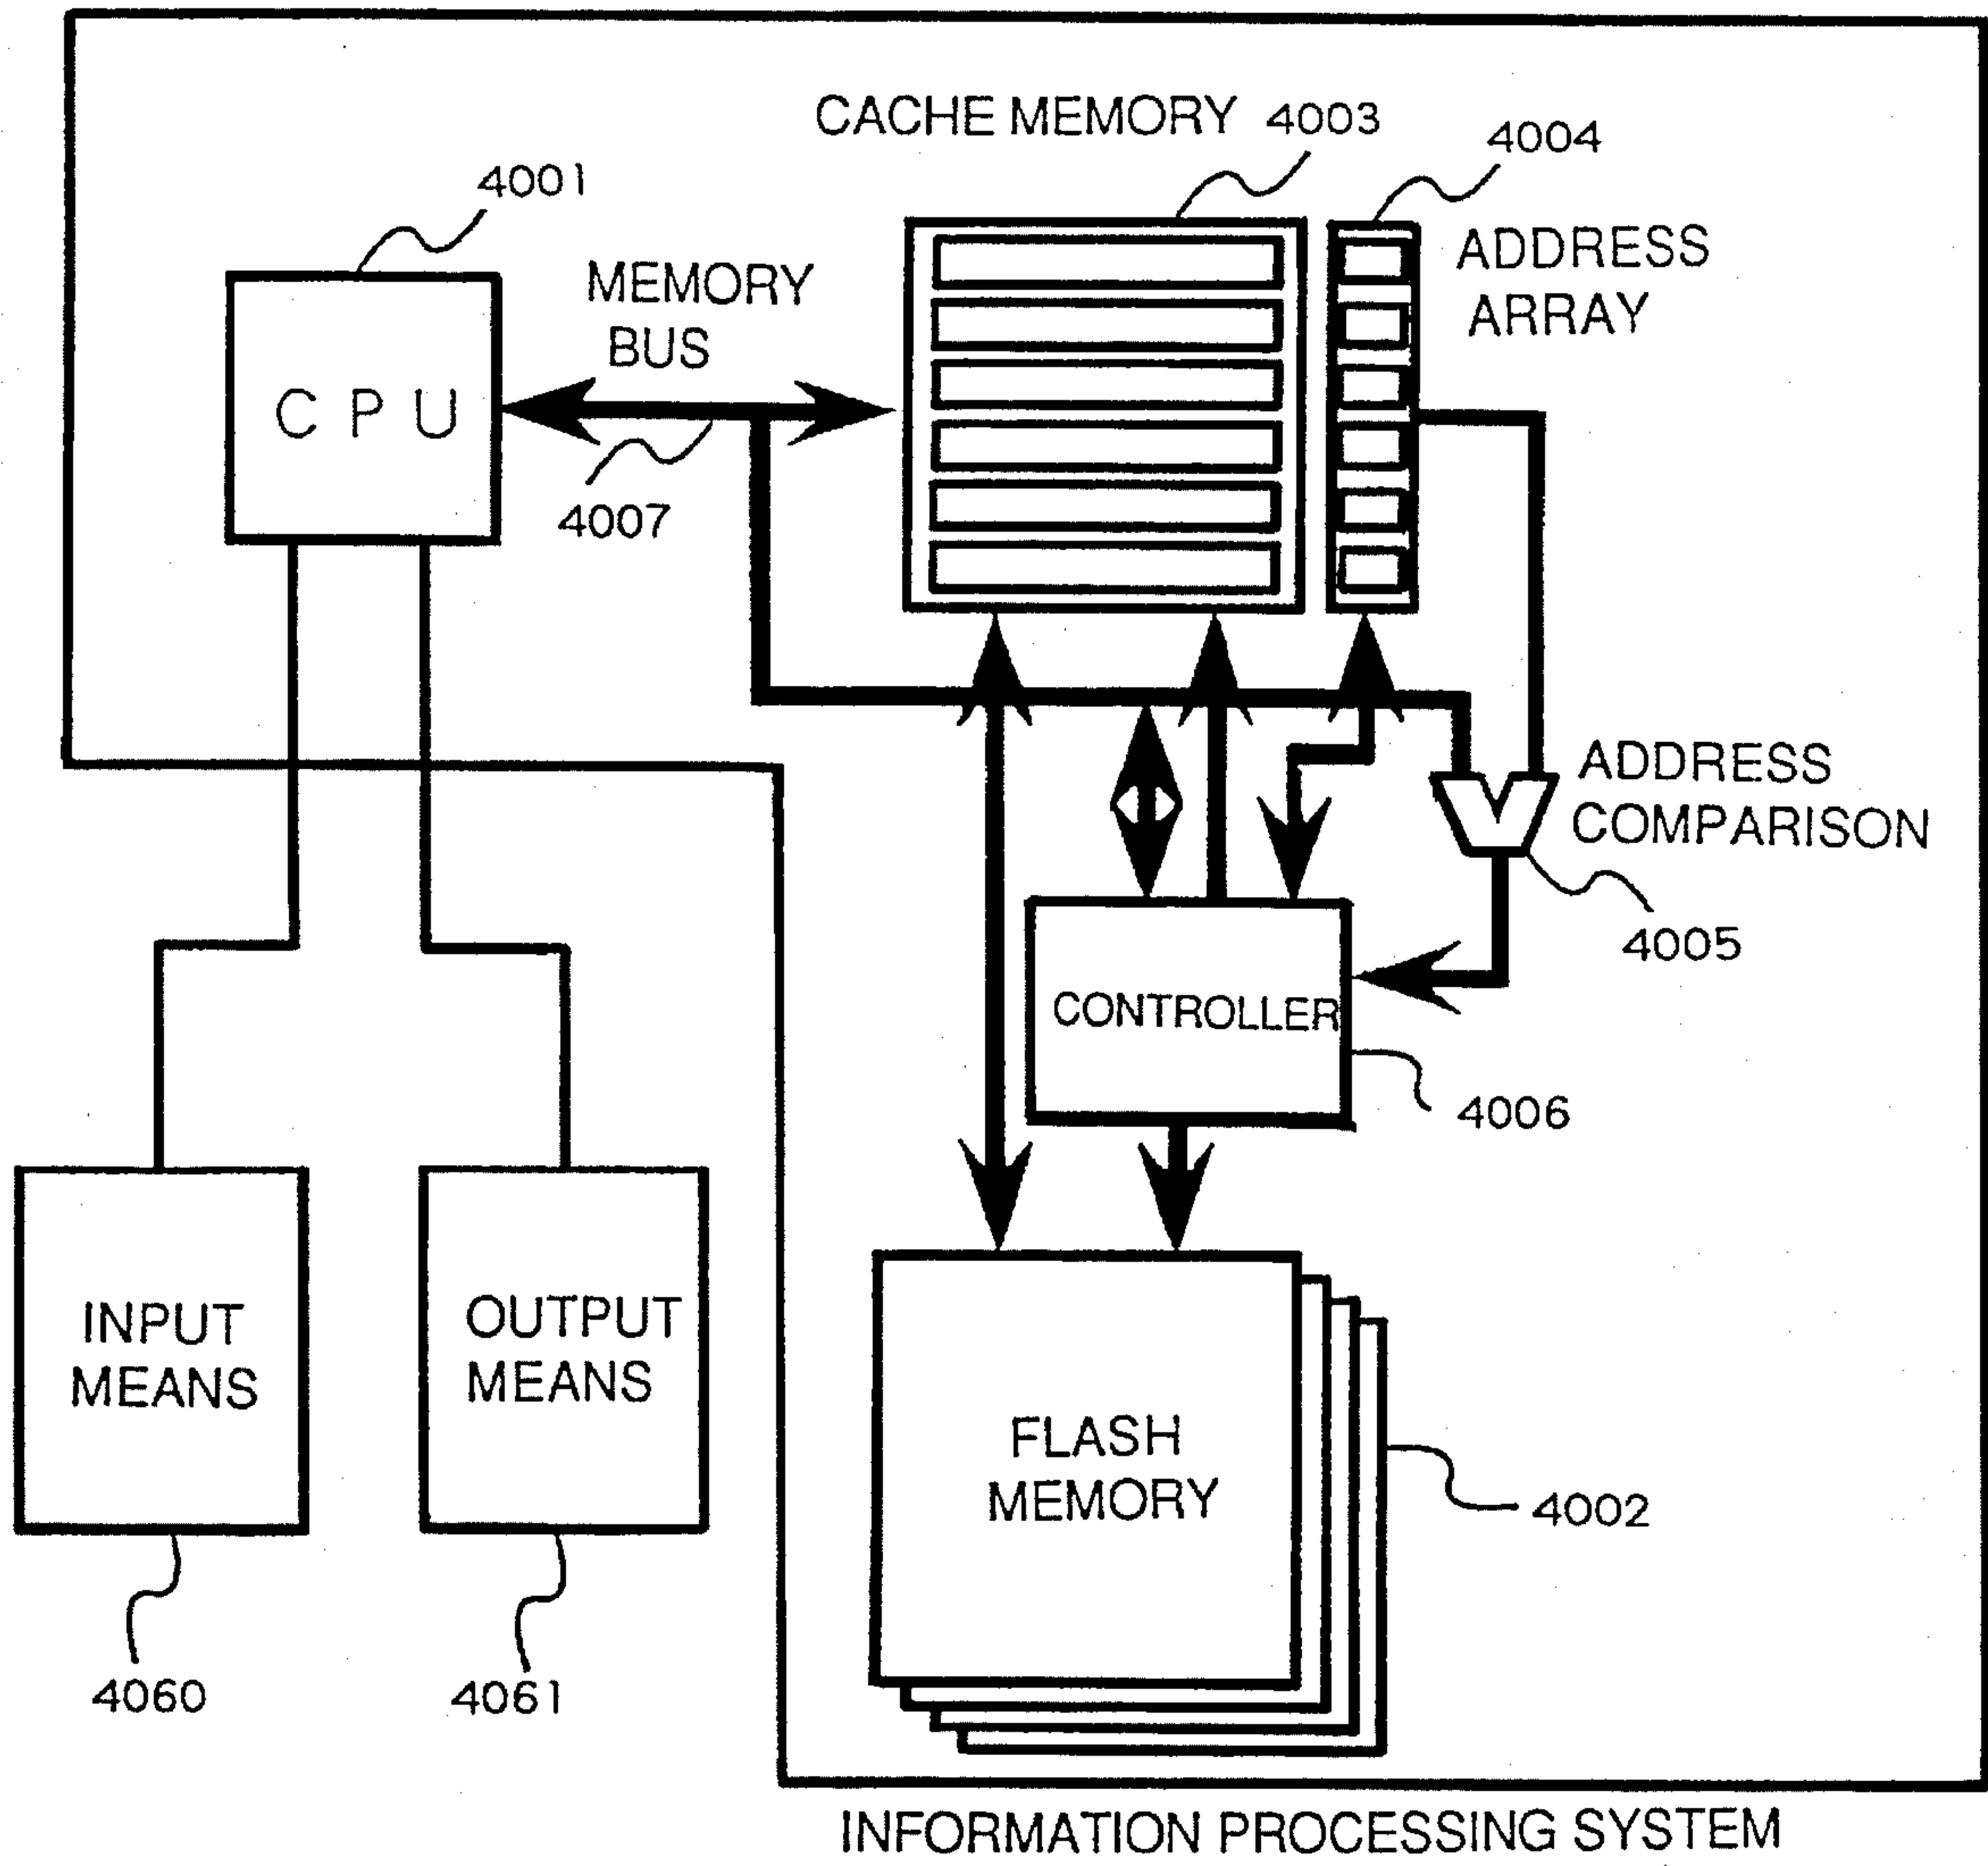 CACHE MEMORY 4003
4004
4001
ADDRESS
ARRAY
MEMORY
BUS
C P U
4007
ADDRESS
COMPARISON
4005
CONTROLLER
4006
INPUT
MEANS
OUTPUT
MEANS
FLASH
MEMORY
4002
4060
4061
INFORMATION PROCESSING SYSTEM